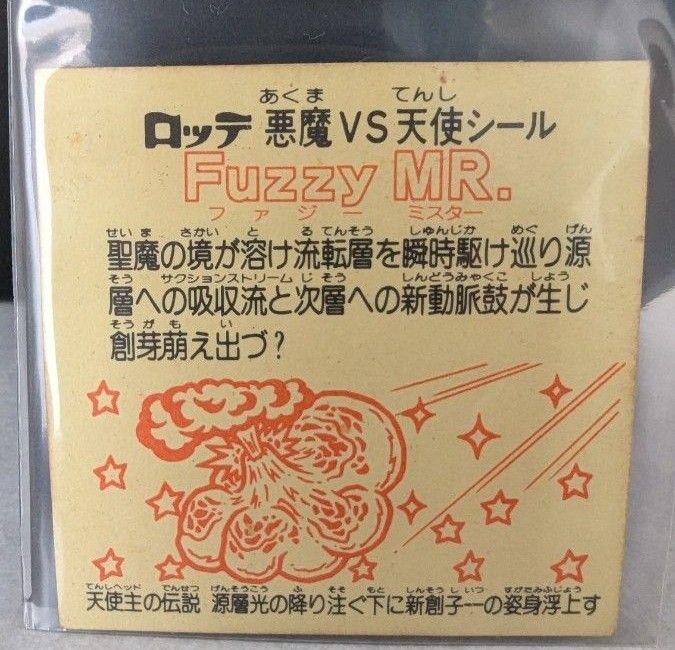 あくま てんし
ロッテ 悪魔VS天使シール
Fuzzy MR.
ファジー ミスター
せいま さかい と るてんそう しゅんじか めぐ げん
聖魔の境が溶け流転層を瞬時駆け巡り源
そう サクションストリーム じそう しんどうみゃくこ しょう
層への吸収流と次層への新動脈鼓が生じ
そうがも い
創芽萌え出づ?
てんしヘッド でんせつ げんそうこう ふ そそ もと しんそうしいつ すがたみふじょう
天使主の伝説 源層光の降り注ぐ下に新創子一の姿身浮上す